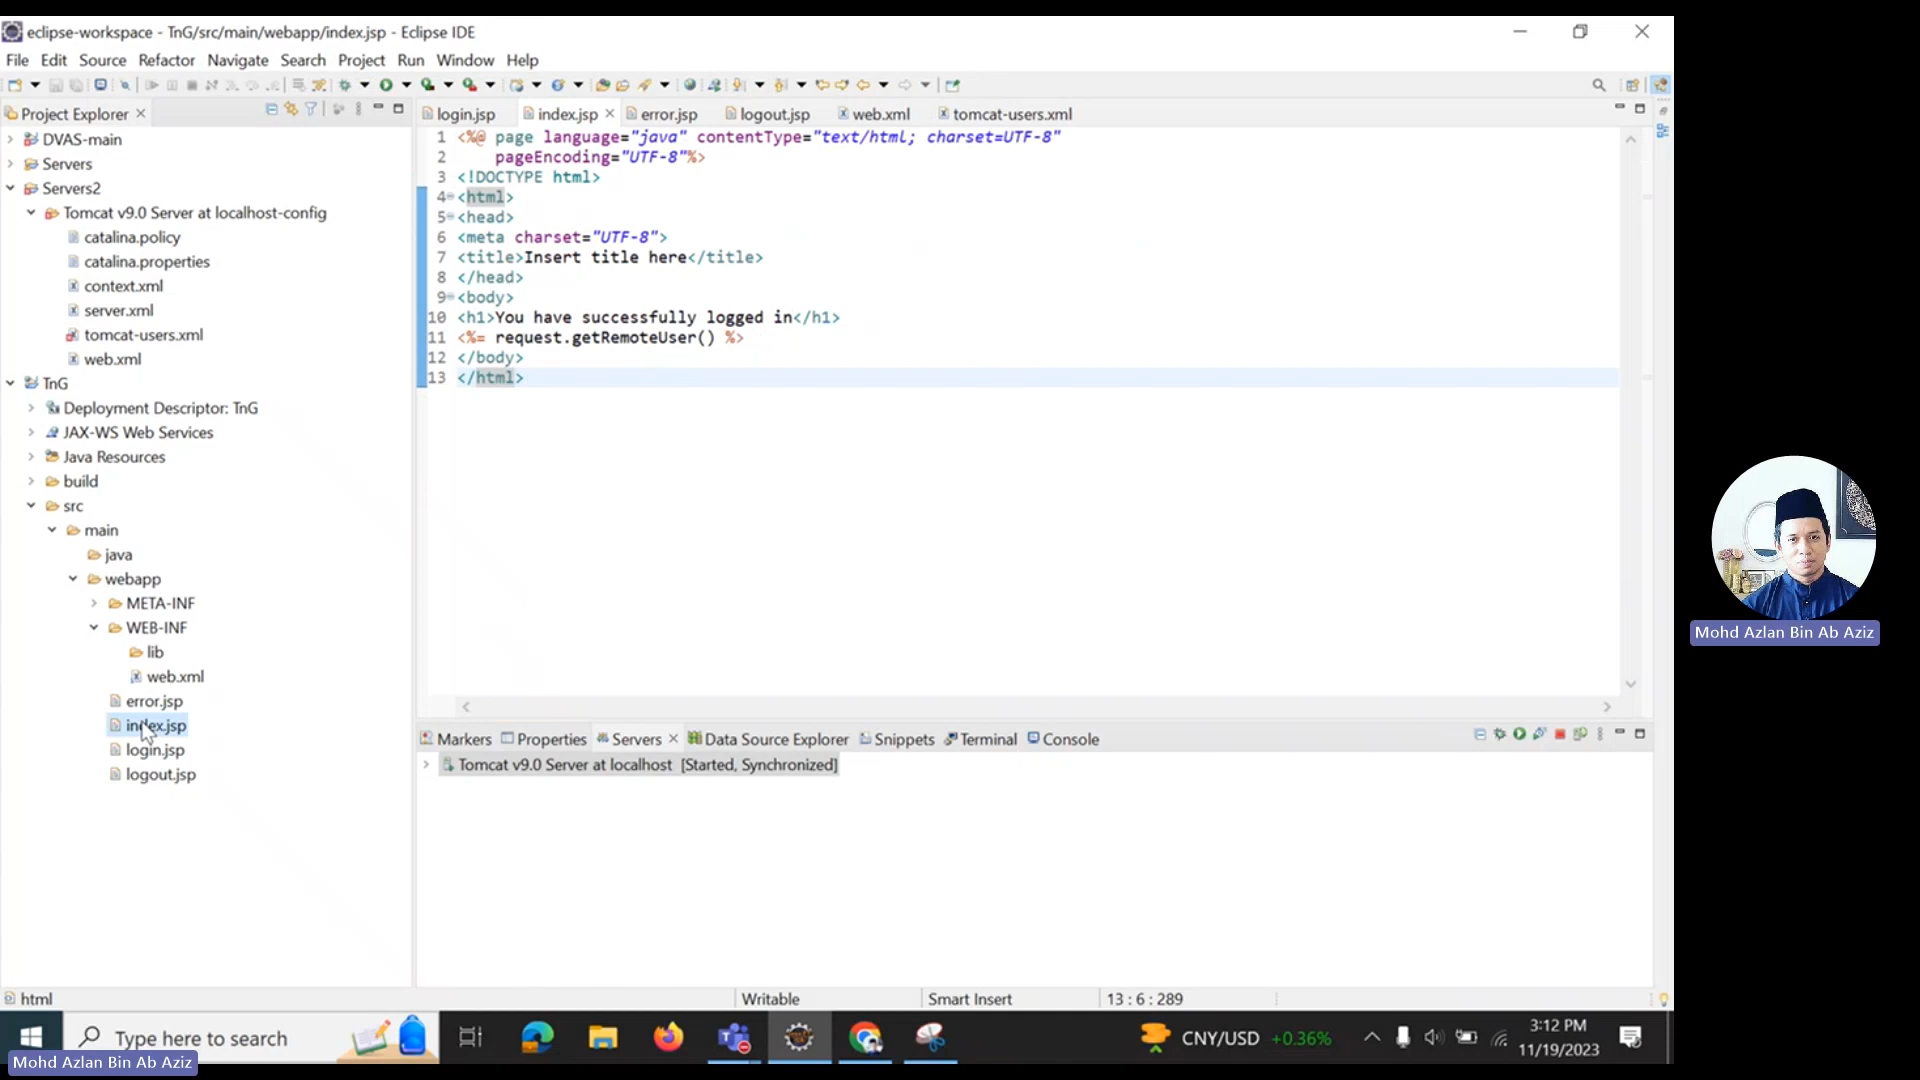 eclipse-workspace - TnG/src/main/webapp/index.jsp - Eclipse IDE
File Edit Source Refactor Navigate Search Project Run Window Help
Project Explorer
DVAS-main
Servers
Servers2
Tomcat v9.0 Server at localhost-config
catalina.policy
catalina.properties
context.xml
server.xml
tomcat-users.xml
web.xml
TnG
Deployment Descriptor: TnG
JAX-WS Web Services
Java Resources
build
src
main
java
webapp
META-INF
WEB-INF
lib
web.xml
error.jsp
index.jsp
login.jsp
logout.jsp
login.jsp index.jsp error.jsp logout.jsp web.xml tomcat-users.xml
1 <%@ page language="java" contentType="text/html; charset=UTF-8"
2 pageEncoding="UTF-8"%>
3 <!DOCTYPE html>
4 <html>
5 <head>
6 <meta charset="UTF-8">
7 <title>Insert title here</title>
8 </head>
9 <body>
10 <h1>You have successfully logged in</h1>
11 <%= request.getRemoteUser() %>
12 </body>
13 </html>
Markers Properties Servers Data Source Explorer Snippets Terminal Console
Tomcat v9.0 Server at localhost [Started, Synchronized]
html Writable Smart Insert 13 : 6 : 289
Type here to search
CNY/USD +0.36%
3:12 PM
11/19/2023
Mohd Azlan Bin Ab Aziz
Mohd Azlan Bin Ab Aziz